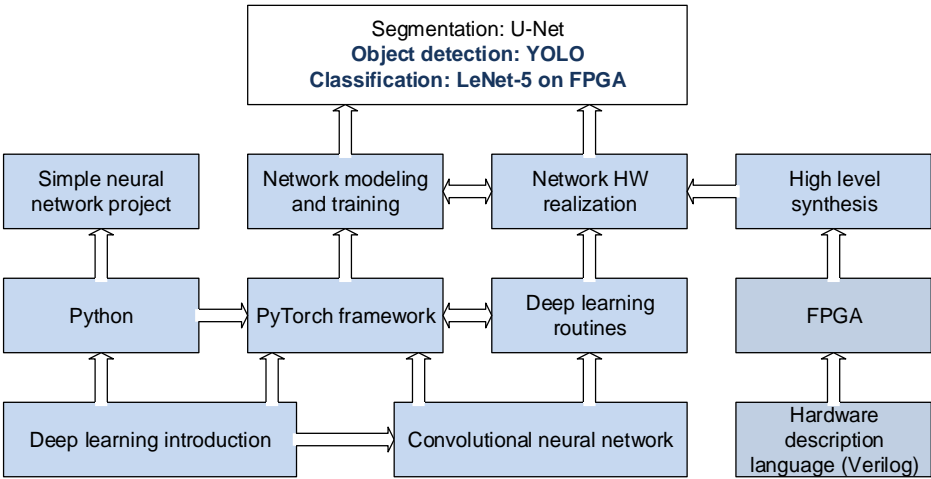 Segmentation: U-Net
Object detection: YOLO
Classification: LeNet-5 on FPGA
Simple neural
network project
Network modeling
and training
Network HW
realization
High level
synthesis
Python
PyTorch framework
Deep learning
routines
FPGA
Deep learning introduction
Convolutional neural network
Hardware
description
language (Verilog)